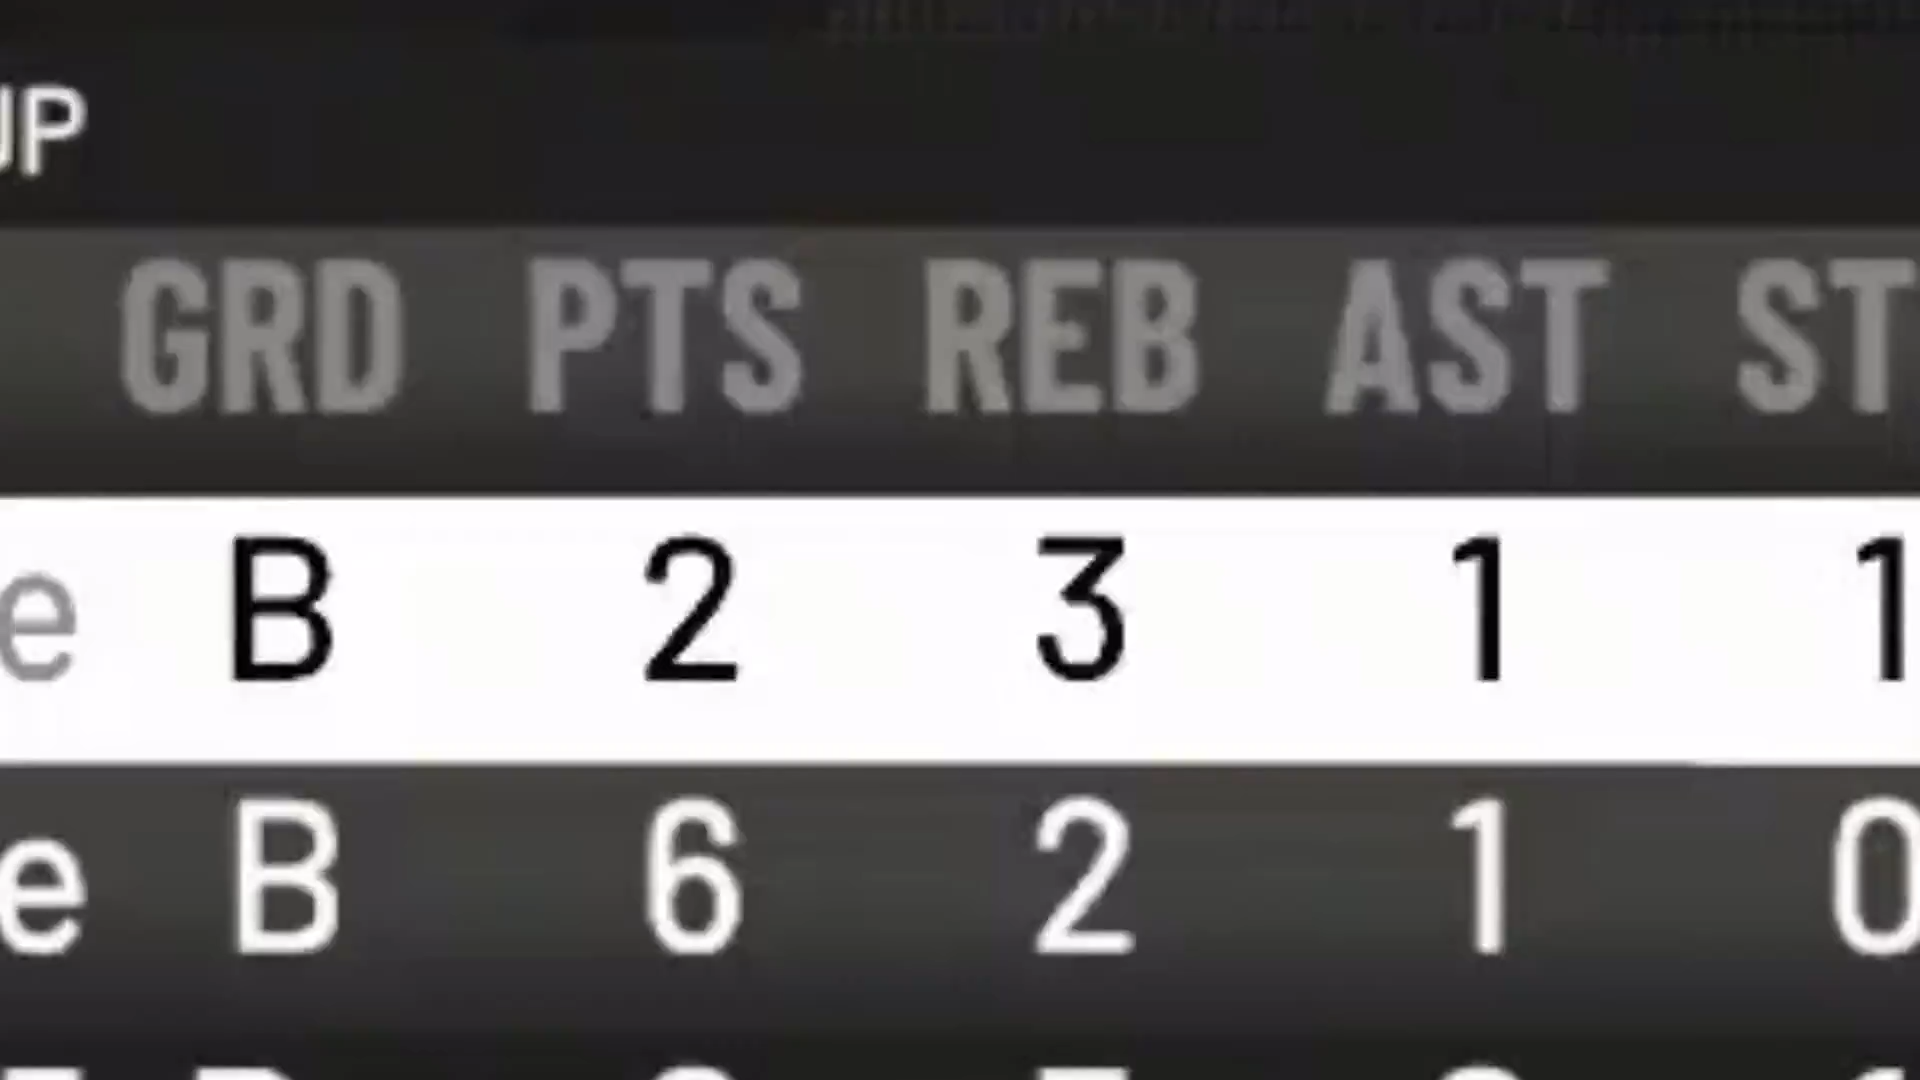 UP
GRD PTS REB AST ST
e B 2 3 1 1
e B 6 2 1 0